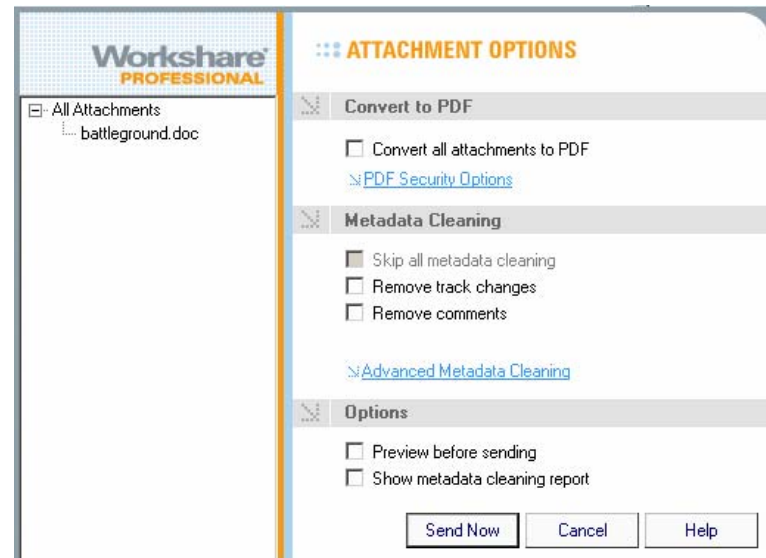 Workshare
PROFESSIONAL
All Attachments
battleground.doc
ATTACHMENT OPTIONS
Convert to PDF
Convert all attachments to PDF
PDF Security Options
Metadata Cleaning
Skip all metadata cleaning
Remove track changes
Remove comments
Advanced Metadata Cleaning
Options
Preview before sending
Show metadata cleaning report
Send Now Cancel Help